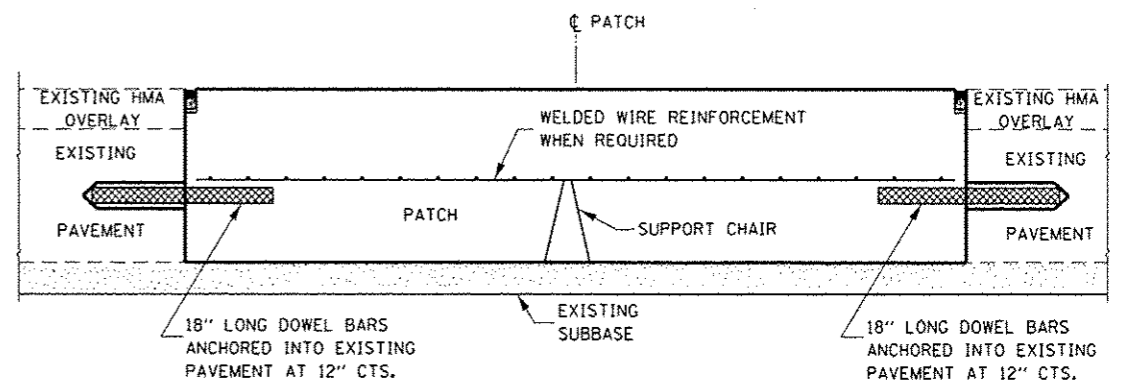 ℄ PATCH
EXISTING HMA
OVERLAY
WELDED WIRE REINFORCEMENT
WHEN REQUIRED
EXISTING HMA
OVERLAY
EXISTING
PAVEMENT
PATCH
SUPPORT CHAIR
EXISTING
PAVEMENT
18" LONG DOWEL BARS
ANCHORED INTO EXISTING
PAVEMENT AT 12" CTS.
EXISTING
SUBBASE
18" LONG DOWEL BARS
ANCHORED INTO EXISTING
PAVEMENT AT 12" CTS.